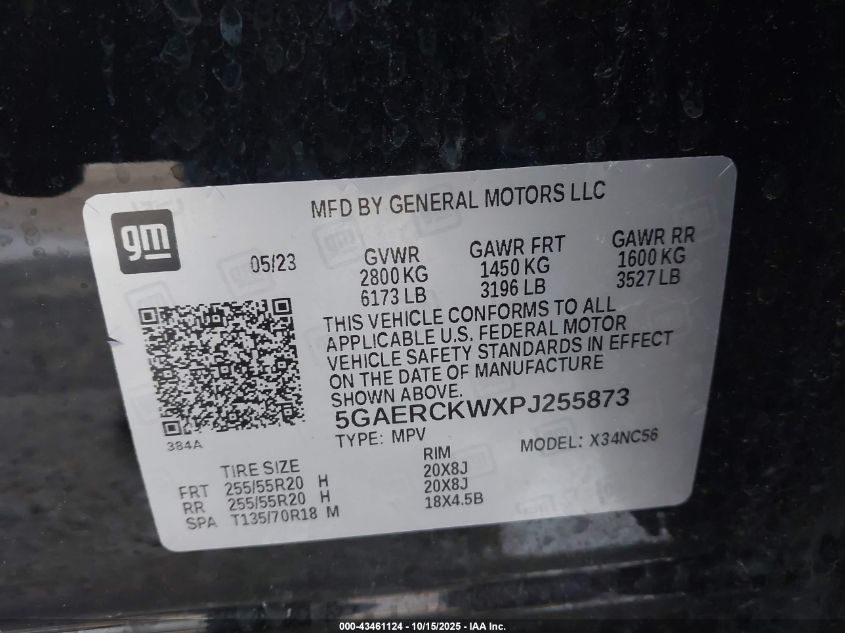 MFD BY GENERAL MOTORS LLC
gm
05/23
GVWR GAWR FRT GAWR RR
2800 KG 1450 KG 1600 KG
6173 LB 3196 LB 3527 LB
THIS VEHICLE CONFORMS TO ALL
APPLICABLE U.S. FEDERAL MOTOR
VEHICLE SAFETY STANDARDS IN EFFECT
ON THE DATE OF MANUFACTURE
SHOWN ABOVE.
5GAERCKWXPJ255873
384A
TYPE: MPV MODEL: X34NC56
TIRE SIZE RIM
FRT 255/55R20 H 20X8J
RR 255/55R20 H 20X8J
SPA T135/70R18 M 18X4.5B
000-43461124 - 10/15/2025 - IAA Inc.